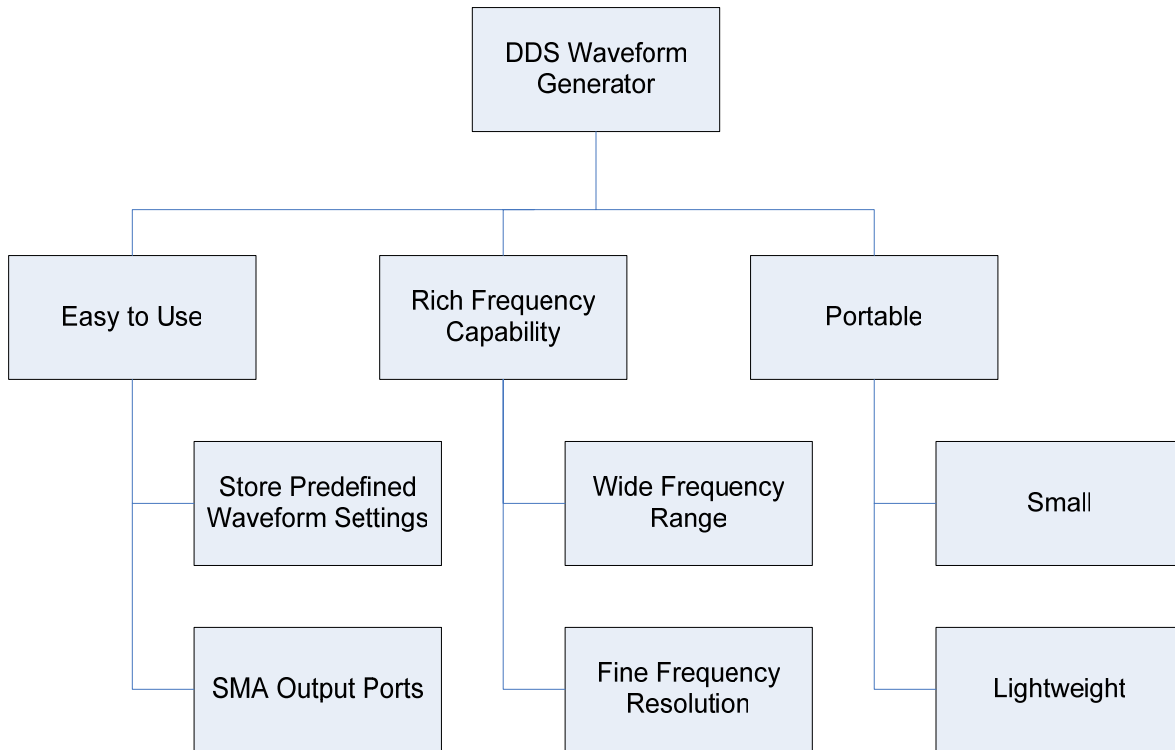 DDS Waveform
Generator
Easy to Use
Rich Frequency
Capability
Portable
Store Predefined
Waveform Settings
Wide Frequency
Range
Small
SMA Output Ports
Fine Frequency
Resolution
Lightweight